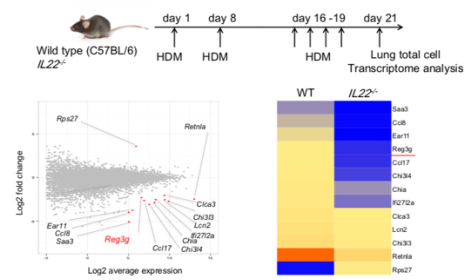 day 1
day 8
day 16 -19
day 21
Wild type (C57BL/6)
IL22-/-
HDM
HDM
HDM
Lung total cell
Transcriptome analysis
Rps27
Retnla
Clca3
Chi3l3
Lcn2
Ifi27l2a
Chia
Chi3l4
Ccl17
Ear11
Ccl8
Saa3
Reg3g
Log2 fold change
Log2 average expression
WT
IL22-/-
Saa3
Ccl8
Ear11
Reg3g
Ccl17
Chi3l4
Chia
Ifi27l2a
Clca3
Lcn2
Chi3l3
Retnla
Rps27